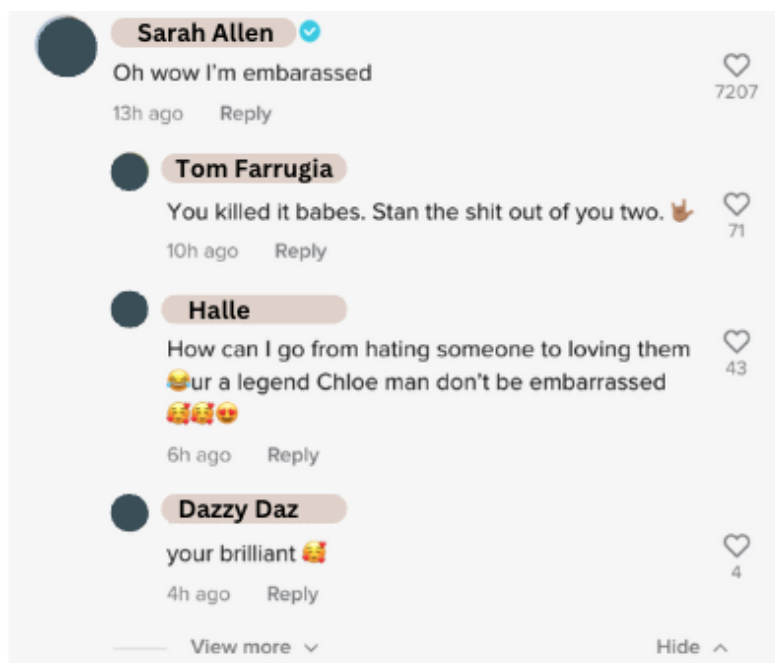 Sarah Allen
Oh wow I'm embarassed
7207
13h ago Reply
Tom Farrugia
You killed it babes. Stan the shit out of you two. 🤟🏽
71
10h ago Reply
Halle
How can I go from hating someone to loving them
😂ur a legend Chloe man don't be embarrassed
🥰🥰😍
43
6h ago Reply
Dazzy Daz
your brilliant 🥰
4
4h ago Reply
View more Hide